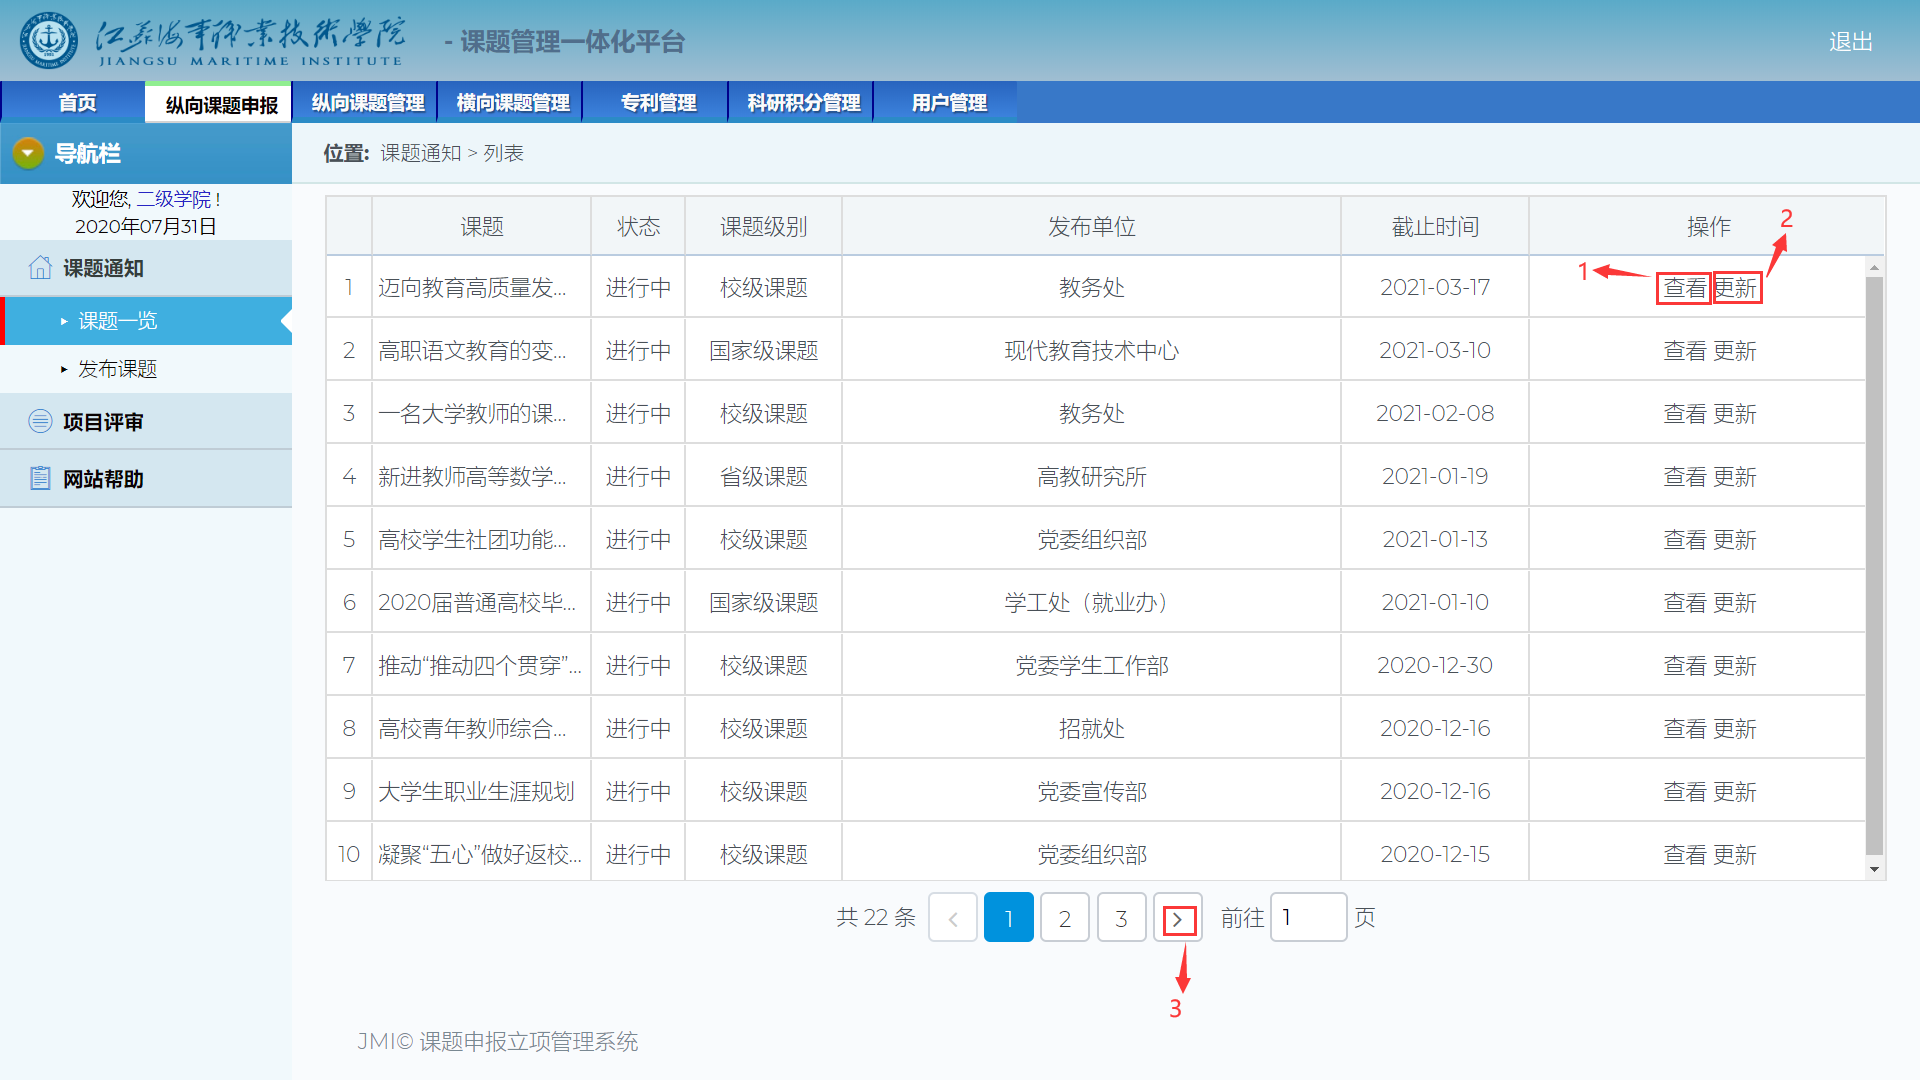 江苏海事职业技术学院
JIANGSU MARITIME INSTITUTE
- 课题管理一体化平台
退出
首页 纵向课题申报 纵向课题管理 横向课题管理 专利管理 科研积分管理 用户管理
导航栏
欢迎您, 二级学院 !
2020年07月31日
课题通知
课题一览
发布课题
项目评审
网站帮助
位置: 课题通知 > 列表
课题 状态 课题级别 发布单位 截止时间 操作
1 迈向教育高质量发... 进行中 校级课题 教务处 2021-03-17 查看 更新
2 高职语文教育的变... 进行中 国家级课题 现代教育技术中心 2021-03-10 查看 更新
3 一名大学教师的课... 进行中 校级课题 教务处 2021-02-08 查看 更新
4 新进教师高等数学... 进行中 省级课题 高教研究所 2021-01-19 查看 更新
5 高校学生社团功能... 进行中 校级课题 党委组织部 2021-01-13 查看 更新
6 2020届普通高校毕... 进行中 国家级课题 学工处（就业办） 2021-01-10 查看 更新
7 推动“推动四个贯穿”... 进行中 校级课题 党委学生工作部 2020-12-30 查看 更新
8 高校青年教师综合... 进行中 校级课题 招就处 2020-12-16 查看 更新
9 大学生职业生涯规划 进行中 校级课题 党委宣传部 2020-12-16 查看 更新
10 凝聚“五心”做好返校... 进行中 校级课题 党委组织部 2020-12-15 查看 更新
1
2
共 22 条 < 1 2 3 > 前往 1 页
3
JMI© 课题申报立项管理系统